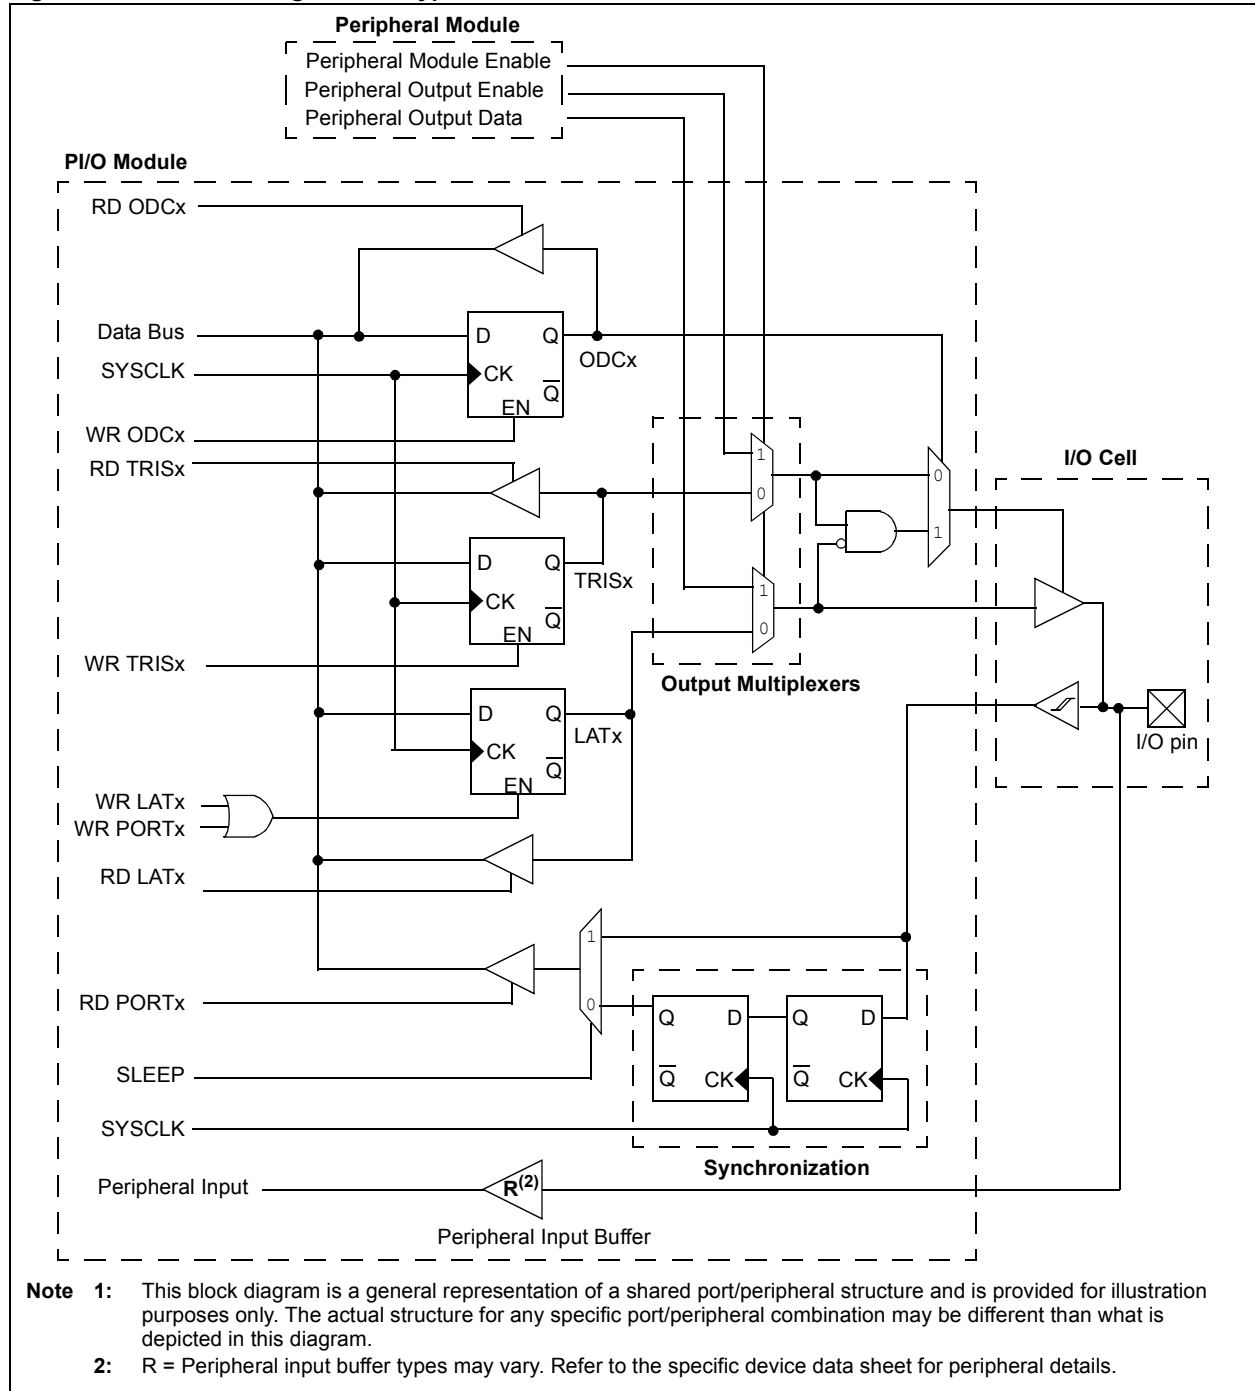 Peripheral Module
Peripheral Module Enable
Peripheral Output Enable
Peripheral Output Data
PI/O Module
RD ODCx
Data Bus
D Q
ODCx
SYSCLK
CK
Q
EN
WR ODCx
RD TRISx
1
0
I/O Cell
0
1
D Q
TRISx
CK
Q
EN
1
0
WR TRISx
Output Multiplexers
D Q
LATx
CK
Q
EN
I/O pin
WR LATx
WR PORTx
RD LATx
1
0
RD PORTx
Q D
Q D
SLEEP
Q CK
Q CK
SYSCLK
Synchronization
Peripheral Input
R(2)
Peripheral Input Buffer
Note 1: This block diagram is a general representation of a shared port/peripheral structure and is provided for illustration
purposes only. The actual structure for any specific port/peripheral combination may be different than what is
depicted in this diagram.
2: R = Peripheral input buffer types may vary. Refer to the specific device data sheet for peripheral details.